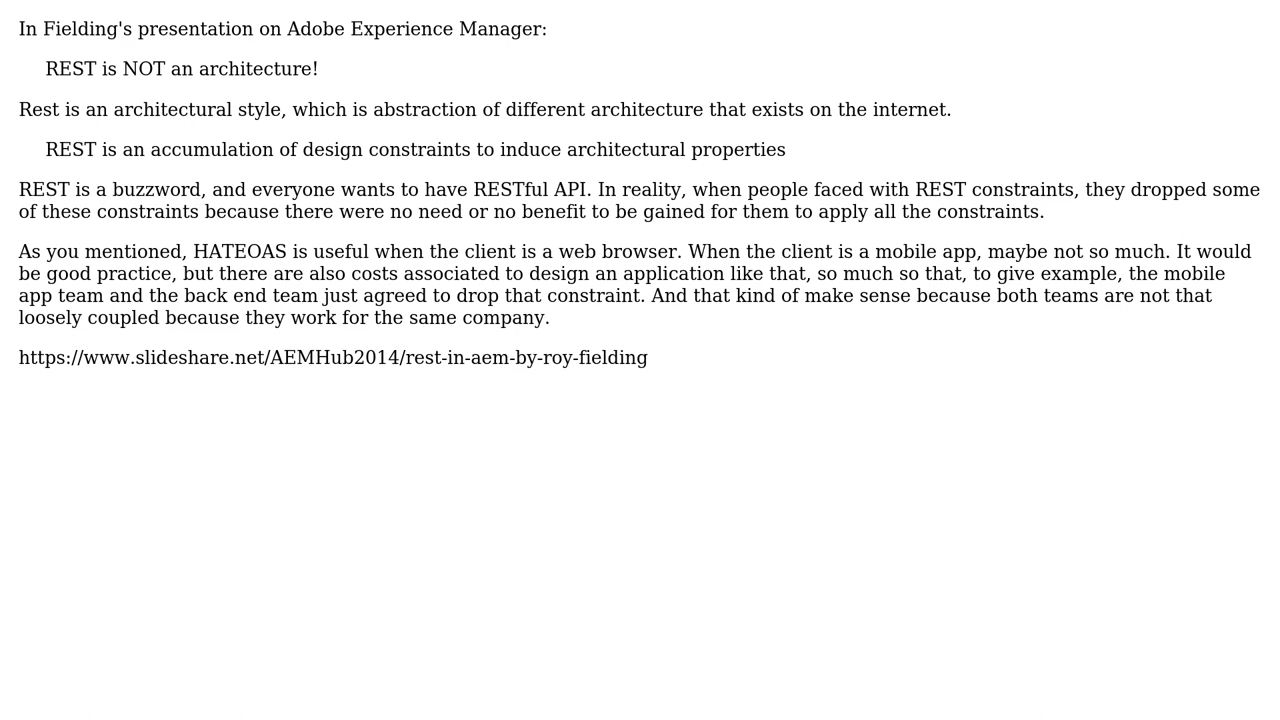 In Fielding's presentation on Adobe Experience Manager:
REST is NOT an architecture!
Rest is an architectural style, which is abstraction of different architecture that exists on the internet.
REST is an accumulation of design constraints to induce architectural properties
REST is a buzzword, and everyone wants to have RESTful API. In reality, when people faced with REST constraints, they dropped some
of these constraints because there were no need or no benefit to be gained for them to apply all the constraints.
As you mentioned, HATEOAS is useful when the client is a web browser. When the client is a mobile app, maybe not so much. It would
be good practice, but there are also costs associated to design an application like that, so much so that, to give example, the mobile
app team and the back end team just agreed to drop that constraint. And that kind of make sense because both teams are not that
loosely coupled because they work for the same company.
https://www.slideshare.net/AEMHub2014/rest-in-aem-by-roy-fielding